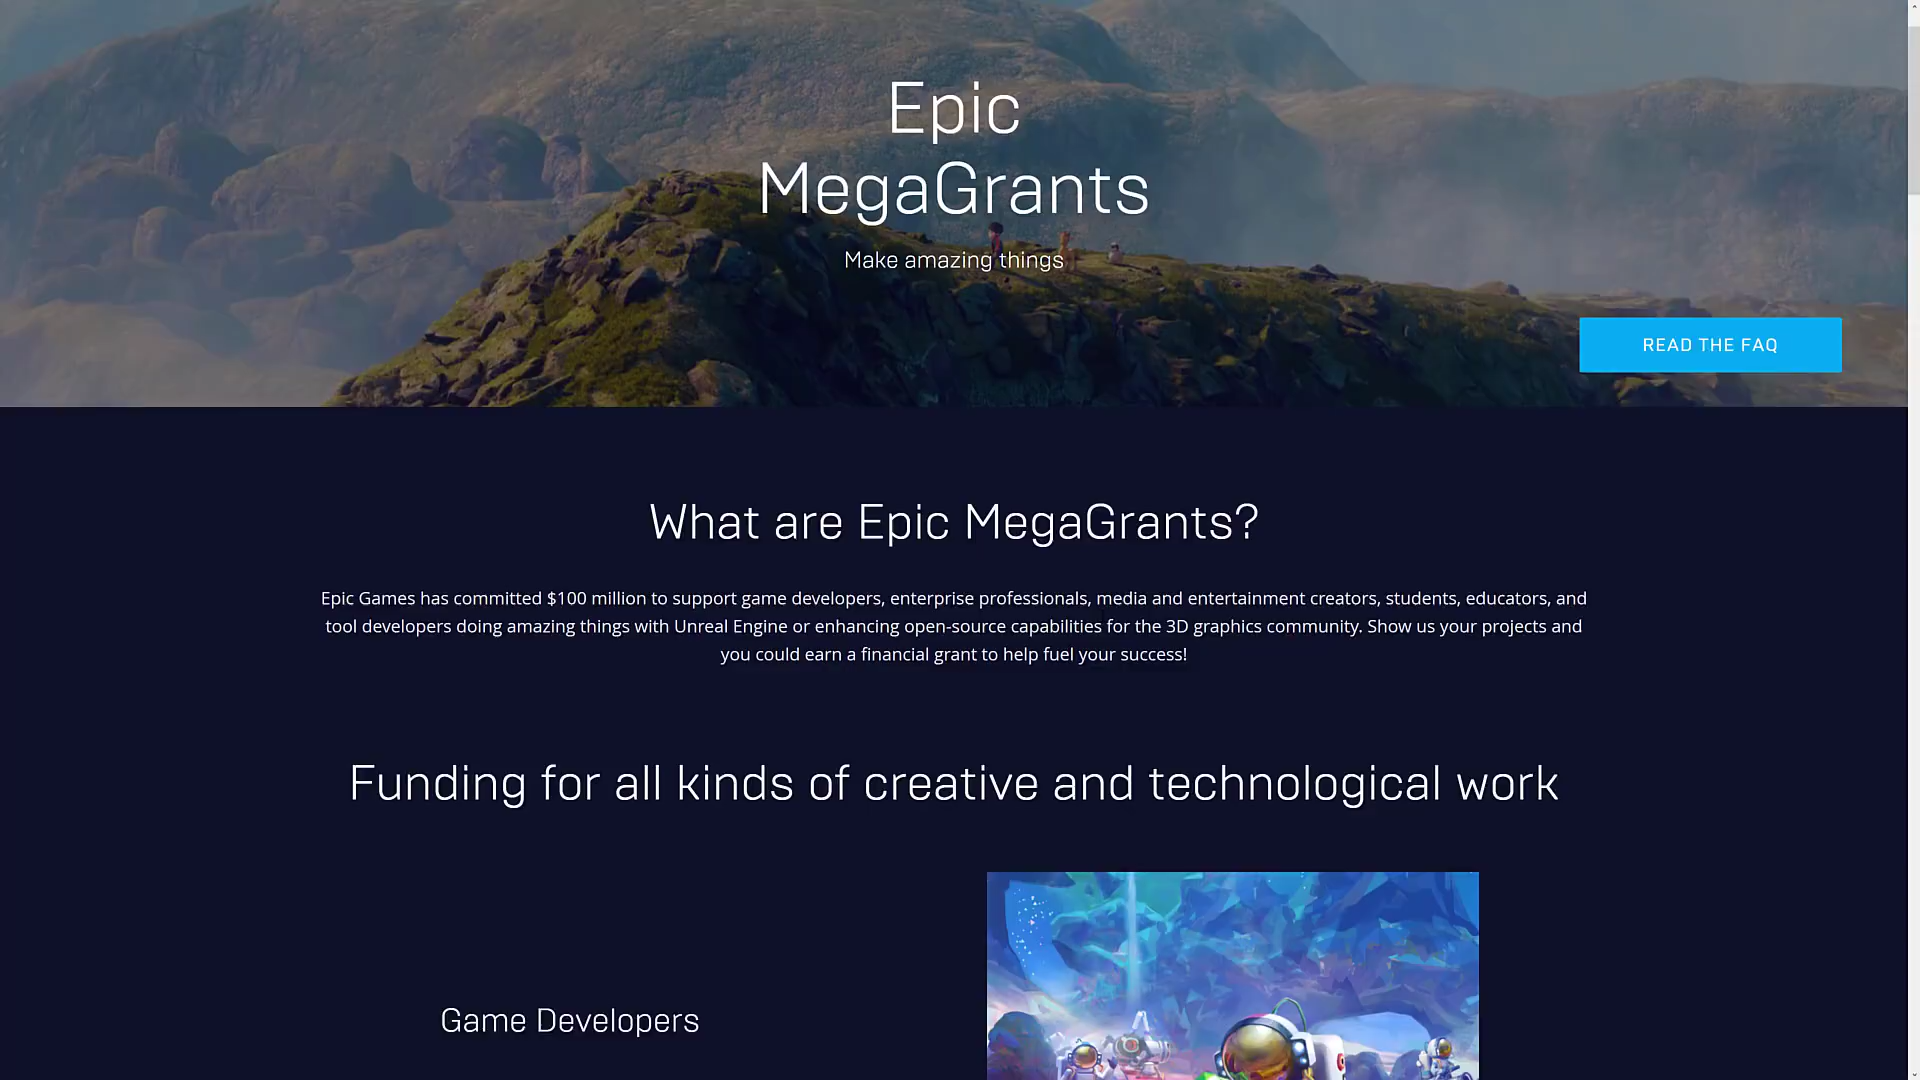 Epic
MegaGrants
Make amazing things
READ THE FAQ
What are Epic MegaGrants?
Epic Games has committed $100 million to support game developers, enterprise professionals, media and entertainment creators, students, educators, and
tool developers doing amazing things with Unreal Engine or enhancing open-source capabilities for the 3D graphics community. Show us your projects and
you could earn a financial grant to help fuel your success!
Funding for all kinds of creative and technological work
Game Developers